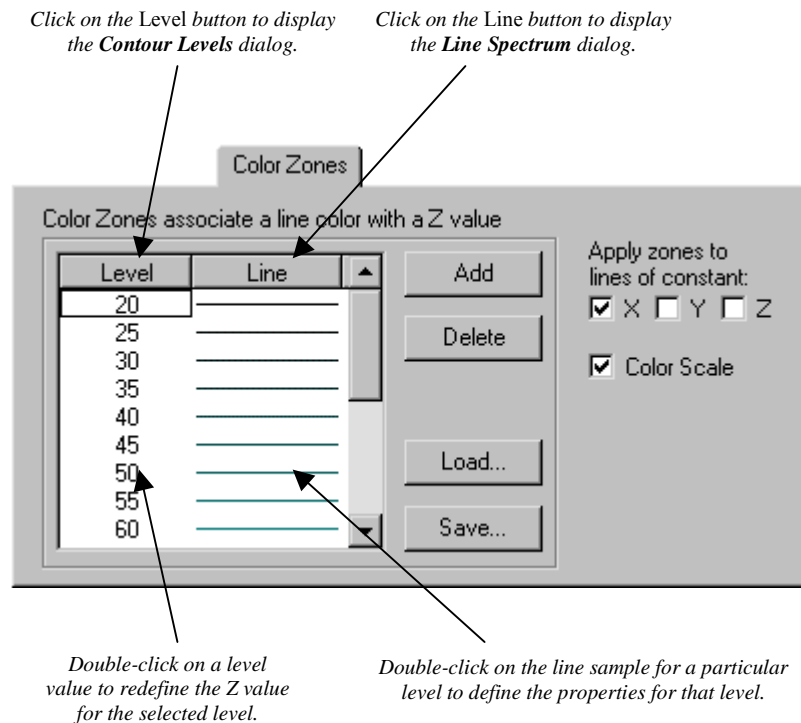 Click on the Level button to display
the Contour Levels dialog.
Click on the Line button to display
the Line Spectrum dialog.
Color Zones
Color Zones associate a line color with a Z value
Level Line
20
25
30
35
40
45
50
55
60
Add
Delete
Load...
Save...
Apply zones to
lines of constant:
X Y Z
Color Scale
Double-click on a level
value to redefine the Z value
for the selected level.
Double-click on the line sample for a particular
level to define the properties for that level.